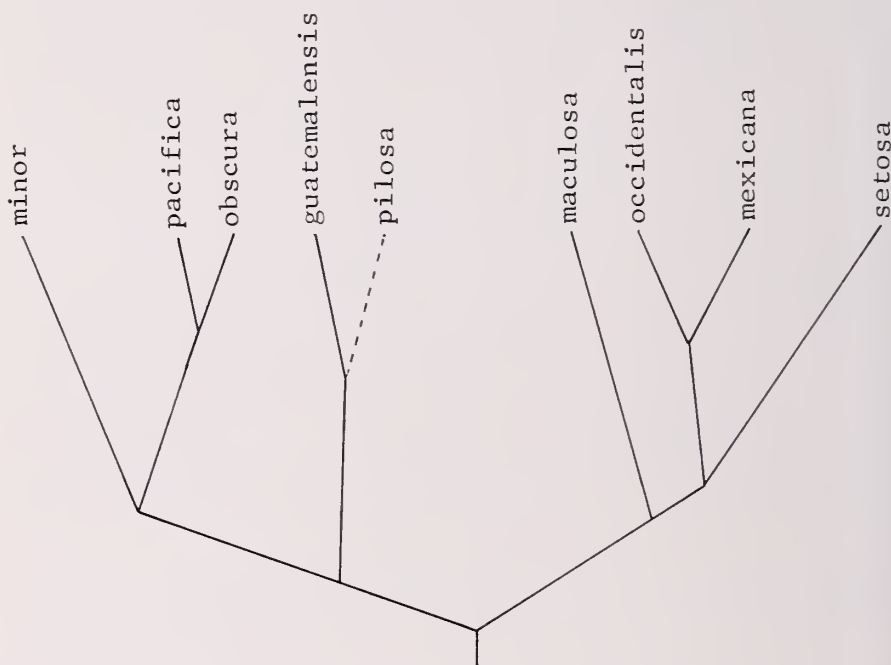 minor
pacifica
obscura
guatemalensis
pilosa
maculosa
occidentalis
mexicana
setosa